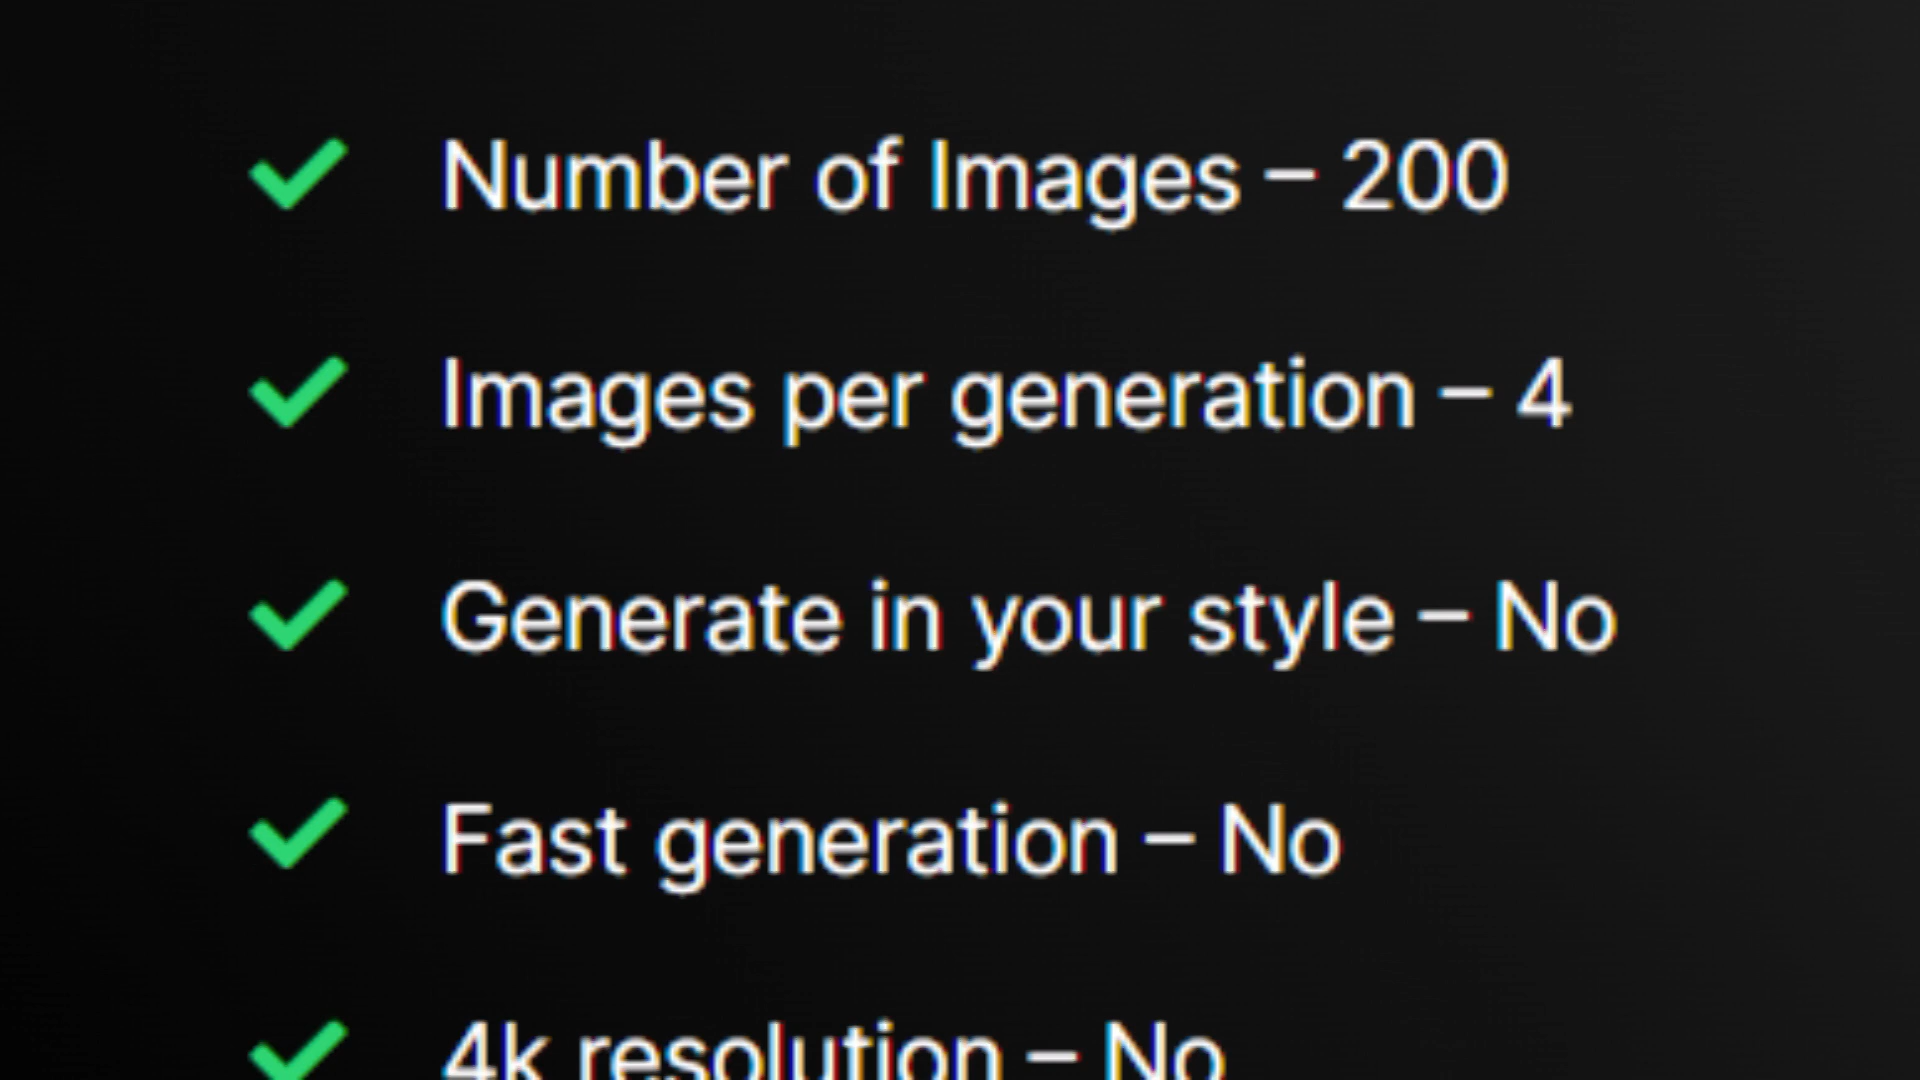 Number of Images – 200
Images per generation – 4
Generate in your style – No
Fast generation – No
4k resolution – No